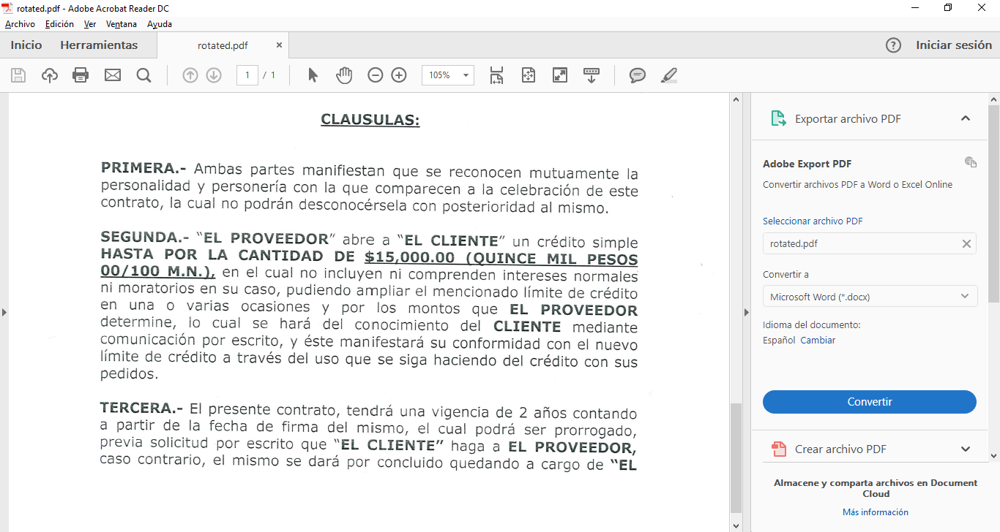 rotated.pdf - Adobe Acrobat Reader DC
Archivo Edición Ver Ventana Ayuda
Inicio Herramientas rotated.pdf × ? Iniciar sesión
1 / 1 105%
CLAUSULAS:
PRIMERA.- Ambas partes manifiestan que se reconocen mutuamente la
personalidad y personería con la que comparecen a la celebración de este
contrato, la cual no podrán desconocérsela con posterioridad al mismo.
SEGUNDA.- “EL PROVEEDOR” abre a “EL CLIENTE” un crédito simple
HASTA POR LA CANTIDAD DE $15,000.00 (QUINCE MIL PESOS
00/100 M.N.), en el cual no incluyen ni comprenden intereses normales
ni moratorios en su caso, pudiendo ampliar el mencionado límite de crédito
en una o varias ocasiones y por los montos que EL PROVEEDOR
determine, lo cual se hará del conocimiento del CLIENTE mediante
comunicación por escrito, y éste manifestará su conformidad con el nuevo
límite de crédito a través del uso que se siga haciendo del crédito con sus
pedidos.
TERCERA.- El presente contrato, tendrá una vigencia de 2 años contando
a partir de la fecha de firma del mismo, el cual podrá ser prorrogado,
previa solicitud por escrito que “EL CLIENTE” haga a EL PROVEEDOR,
caso contrario, el mismo se dará por concluido quedando a cargo de “EL
Exportar archivo PDF
Adobe Export PDF
Convertir archivos PDF a Word o Excel Online
Seleccionar archivo PDF
rotated.pdf
Convertir a
Microsoft Word (*.docx)
Idioma del documento:
Español Cambiar
Convertir
Crear archivo PDF
Almacene y comparta archivos en Document
Cloud
Más información